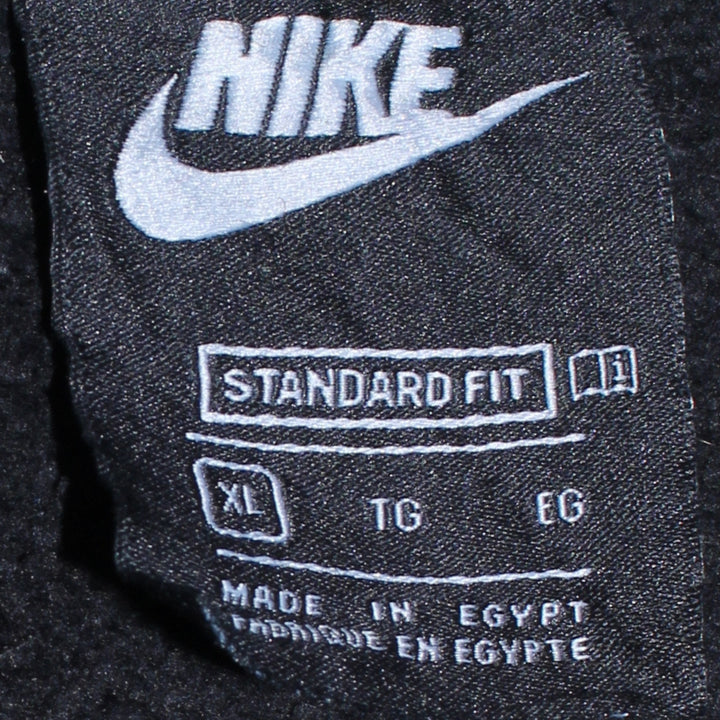 NIKE
STANDARD FIT i
XL TG EG
MADE IN EGYPT
FABRIQUE EN EGYPTE